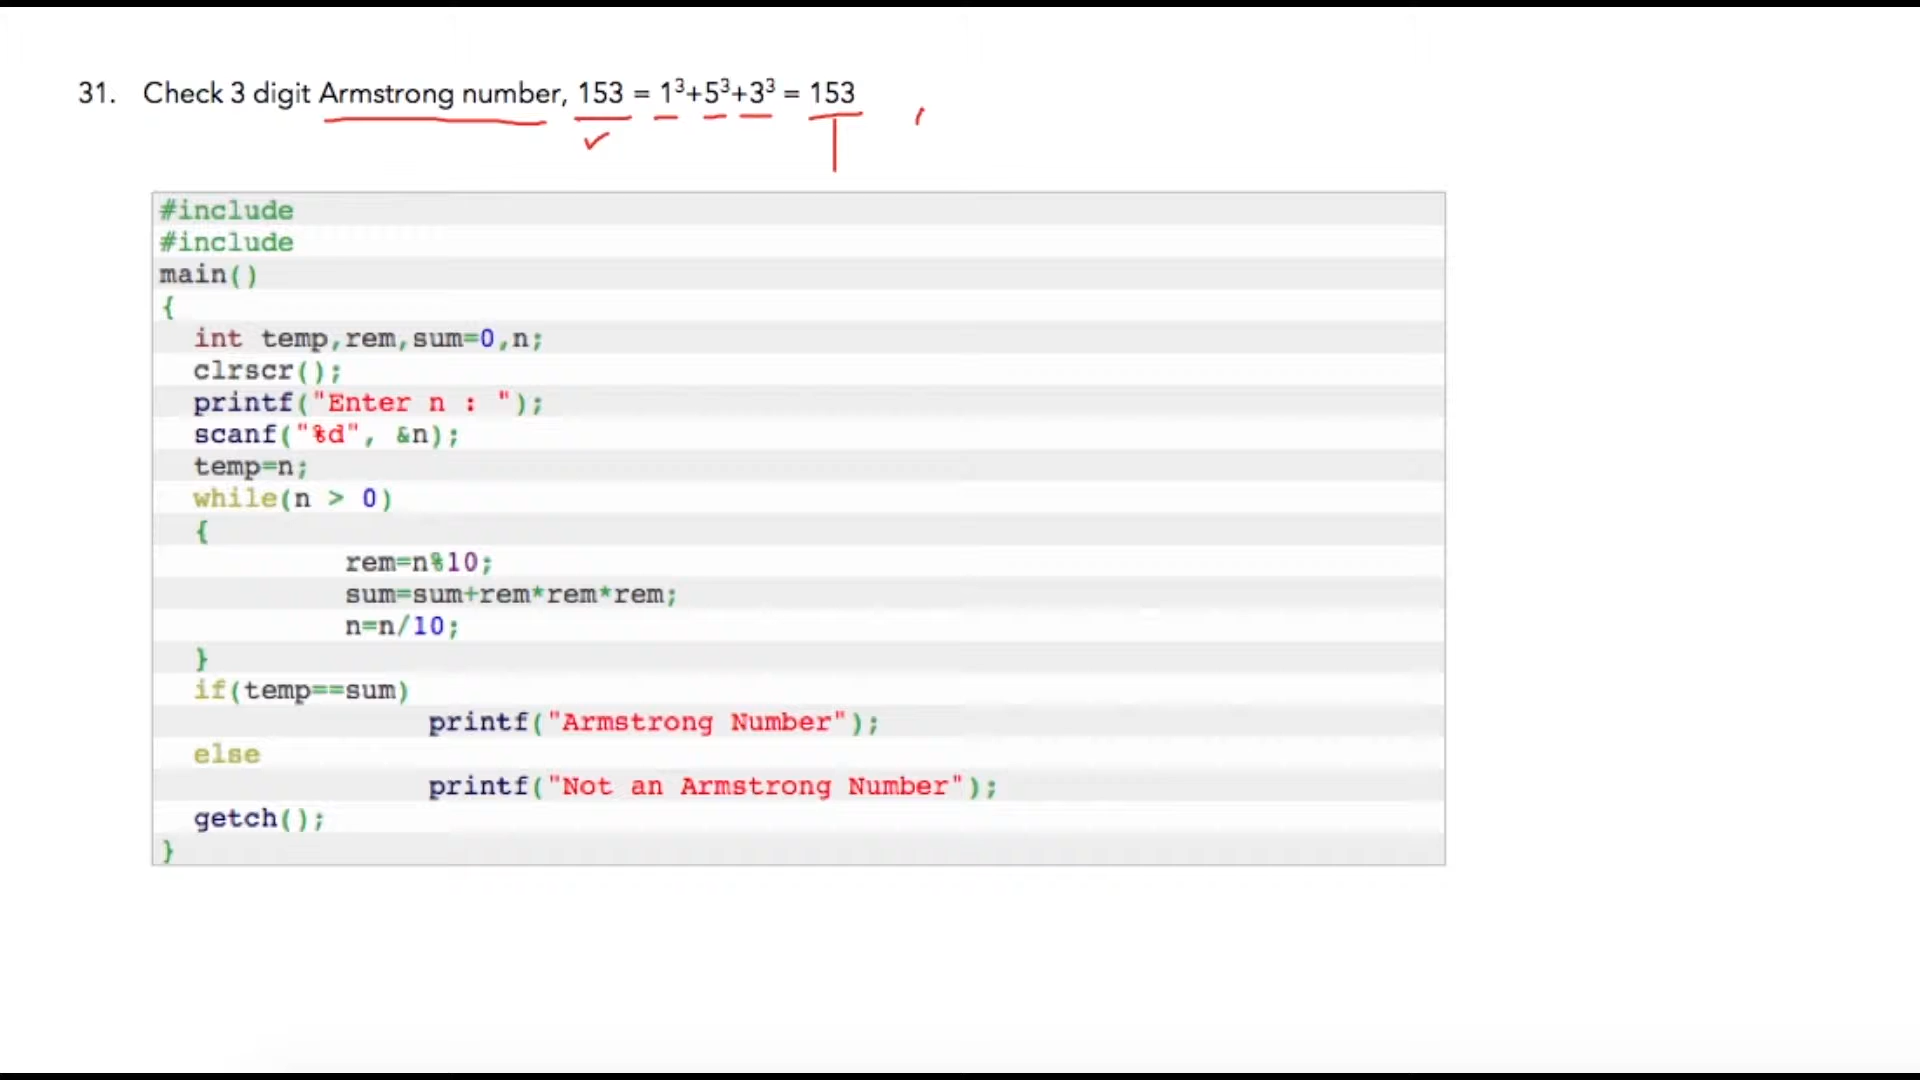 31. Check 3 digit Armstrong number, 153 = 1³+5³+3³ = 153
#include
#include
main()
{
int temp,rem,sum=0,n;
clrscr();
printf("Enter n : ");
scanf("%d", &n);
temp=n;
while(n > 0)
{
rem=n%10;
sum=sum+rem*rem*rem;
n=n/10;
}
if(temp==sum)
printf("Armstrong Number");
else
printf("Not an Armstrong Number");
getch();
}